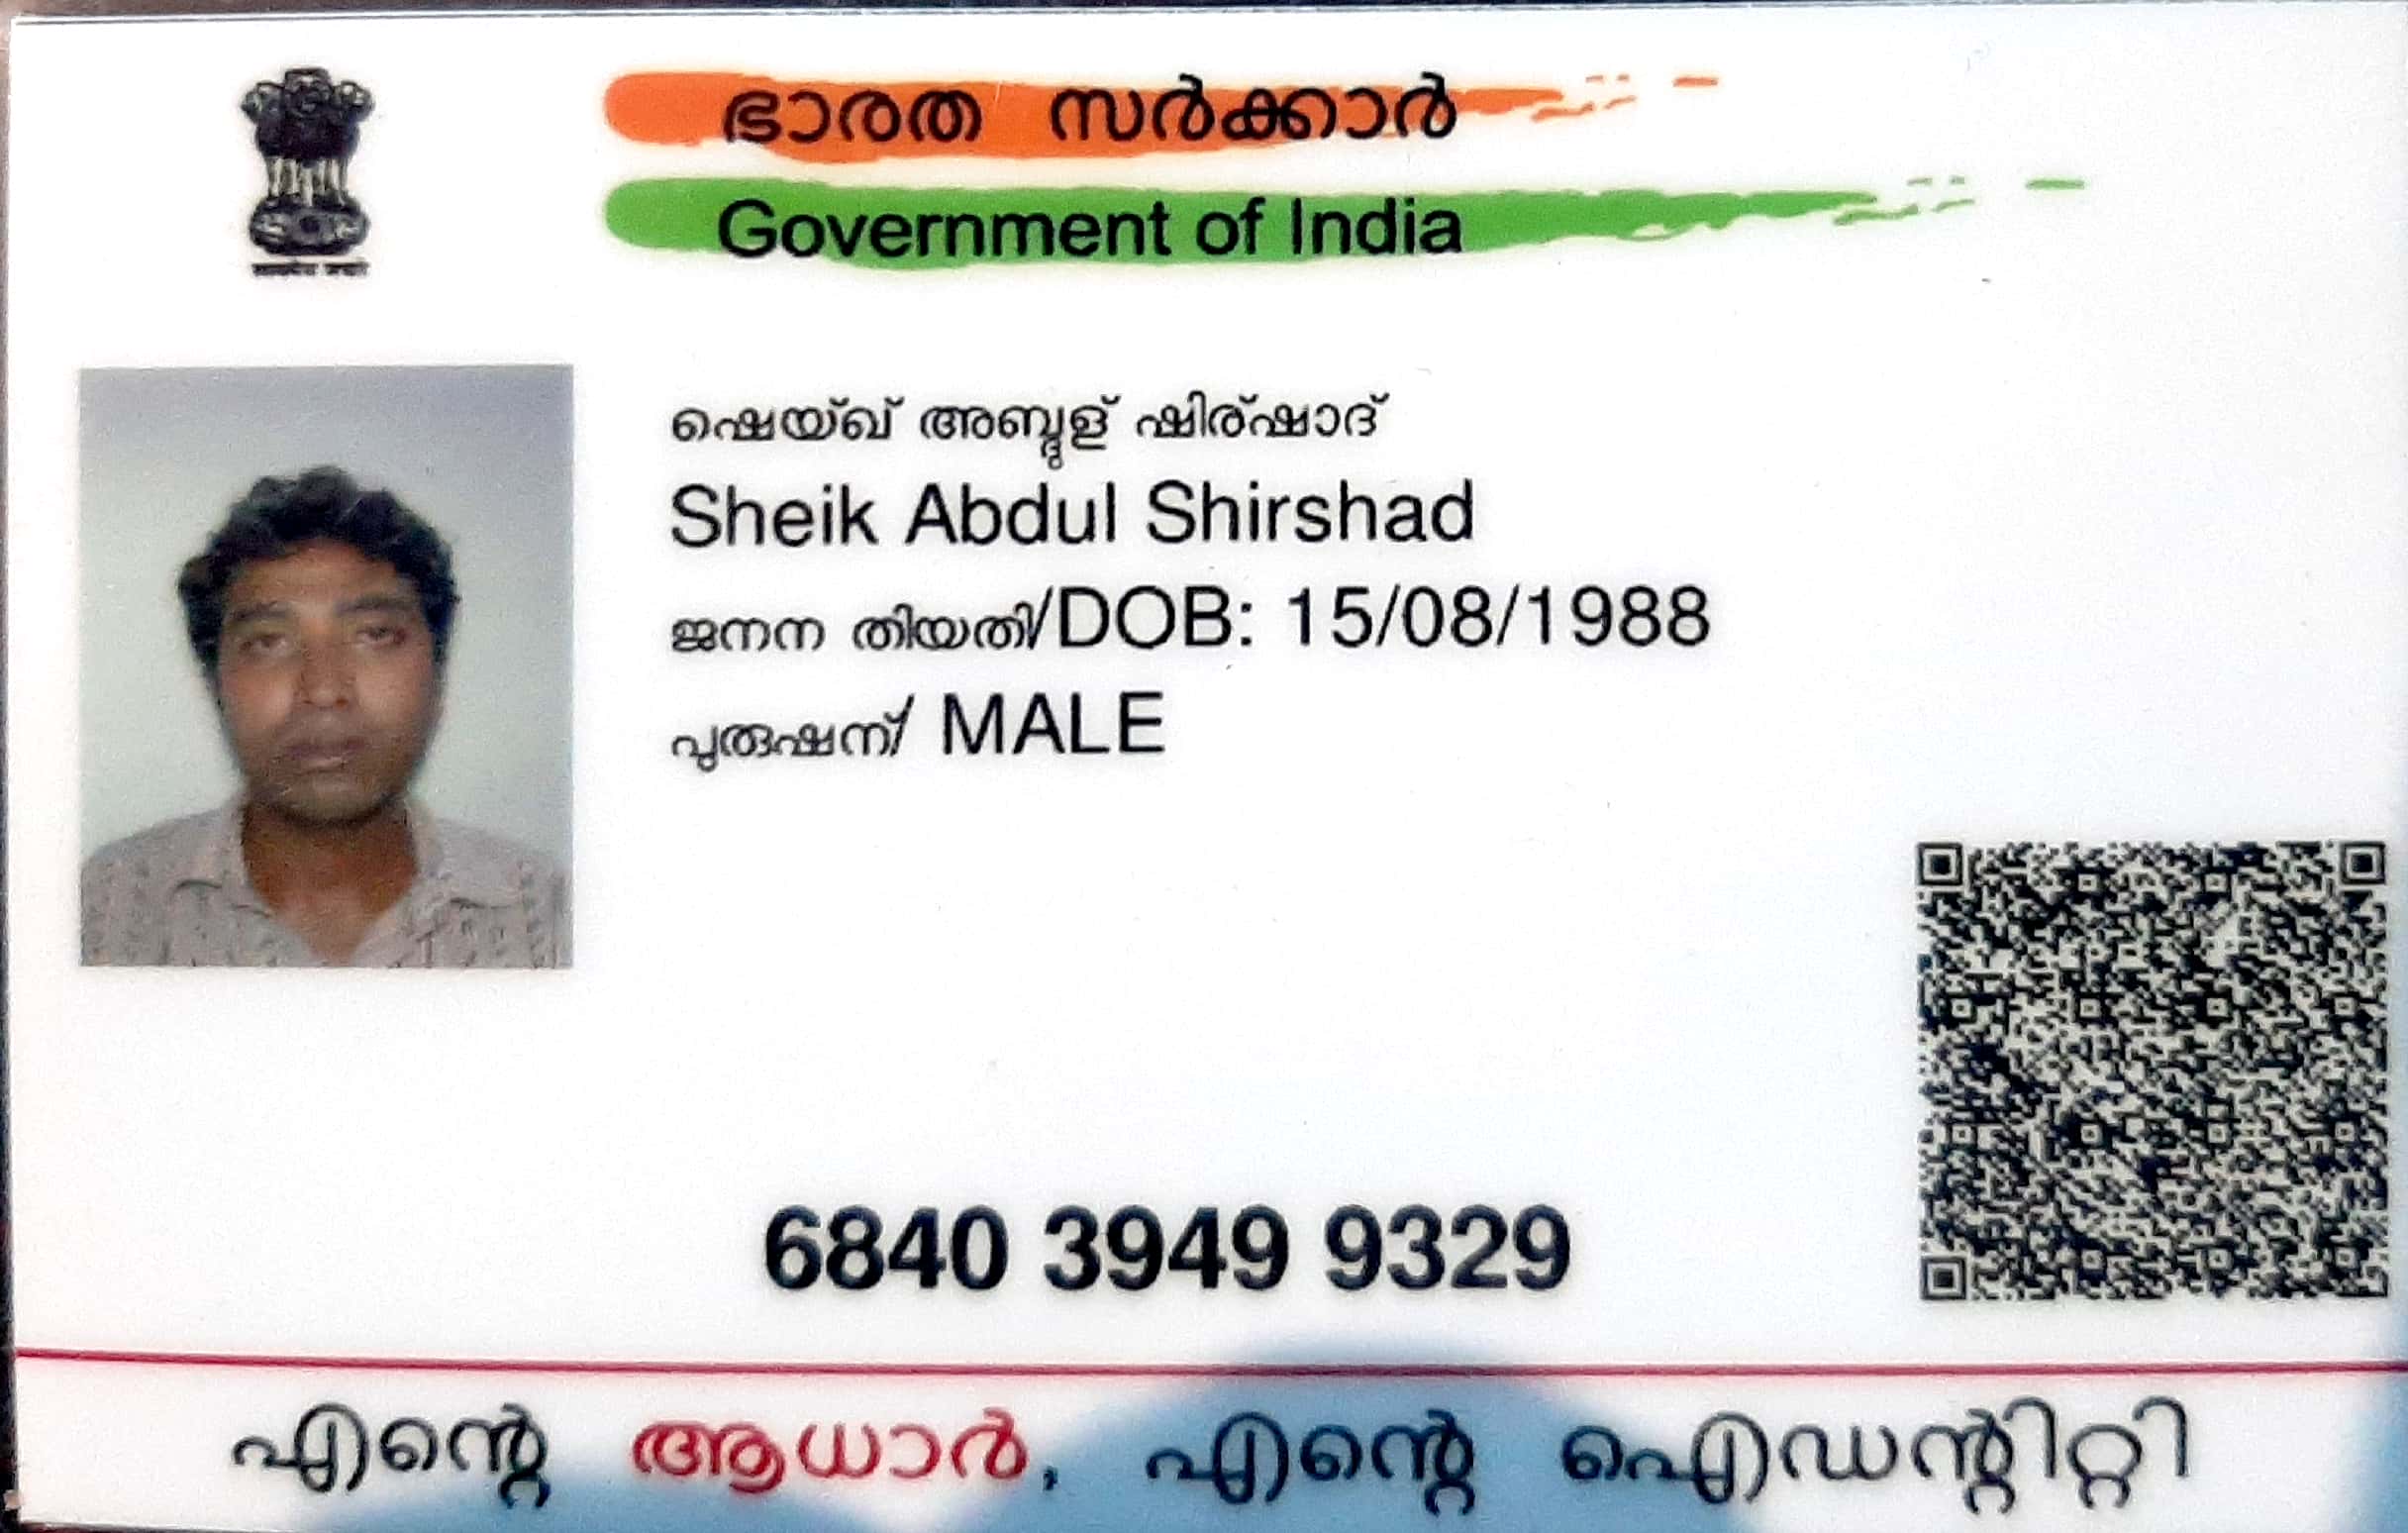 ഭാരത സർക്കാർ
Government of India
ഷെയ്ഖ് അബ്ദുള് ഷിര്ഷാദ്
Sheik Abdul Shirshad
ജനന തിയതി/DOB: 15/08/1988
പുരുഷന്/ MALE
6840 3949 9329
എന്റെ ആധാർ, എന്റെ ഐഡന്റിറ്റി